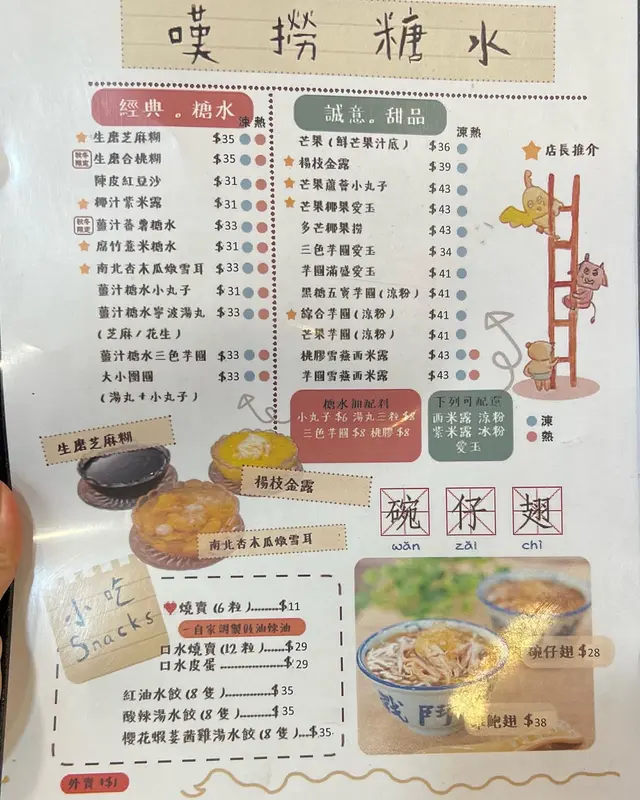 嘆 撈 糖 水
經典 。糖水
凍 熱
生磨芝麻糊 $35
秋冬限定 生磨合桃糊 $35
陳皮紅豆沙 $31
椰汁紫米露 $31
秋冬限定 薑汁蕃薯糖水 $33
腐竹薏米糖水 $31
南北杏木瓜燉雪耳 $33
薑汁糖水小丸子 $31
薑汁糖水寧波湯丸 $33
(芝麻/花生)
薑汁糖水三色芋圓 $33
大小團圓 $33
(湯丸+小丸子)
誠意。甜品
凍 熱
芒果(鮮芒果汁底) $36
楊枝金露 $39
芒果蘆薈小丸子 $43
芒果椰果愛玉 $43
多芒椰果撈 $43
三色芋圓愛玉 $34
芋圓滿盛愛玉 $41
黑糖五寶芋圓(涼粉) $41
綜合芋圓(涼粉) $41
芒果芋圓(涼粉) $41
桃膠雪燕西米露 $43
芋圓雪燕西米露 $43
店長推介
糖水加配料
小丸子 $6 湯丸三粒 $8
三色芋圓 $8 桃膠 $8
下列可配選
西米露 涼粉
紫米露 冰粉
愛玉
凍
熱
生磨芝麻糊
楊枝金露
南北杏木瓜燉雪耳
碗 仔 翅
wǎn zǎi chì
小吃
Snacks
燒賣(6粒)........$11
自家調製豉油辣油
口水燒賣(12粒).....$29
口水皮蛋............$29
紅油水餃(8隻)......$35
酸辣湯水餃(8隻)......$35
櫻花蝦荽茜雞湯水餃(8隻)...$35
碗仔翅 $28
鮑翅 $38
戰鬥
外賣 +$1